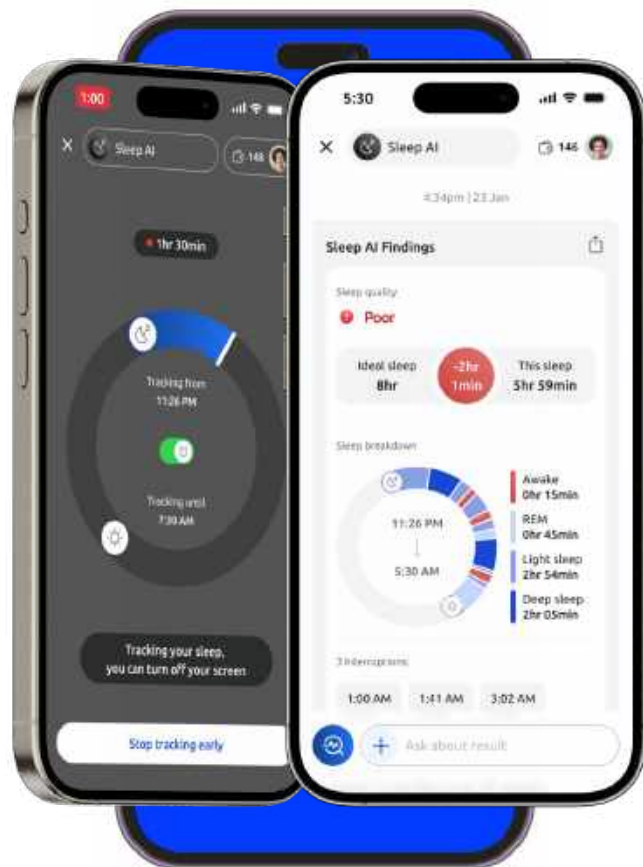 1:00
Sleep AI
146
1hr 30min
Tracking from
11:26 PM
Tracking until
7:30 AM
Tracking your sleep,
you can turn off your screen
Stop tracking early
5:30
Sleep AI
146
4:34pm | 23 Jan
Sleep AI Findings
Sleep quality
Poor
Ideal sleep
8hr
-2hr
1min
This sleep
5hr 59min
Sleep breakdown
11:26 PM
5:30 AM
Awake
0hr 15min
REM
0hr 45min
Light sleep
2hr 54min
Deep sleep
2hr 05min
3 Interruptions
1:00 AM
1:41 AM
3:02 AM
Ask about result